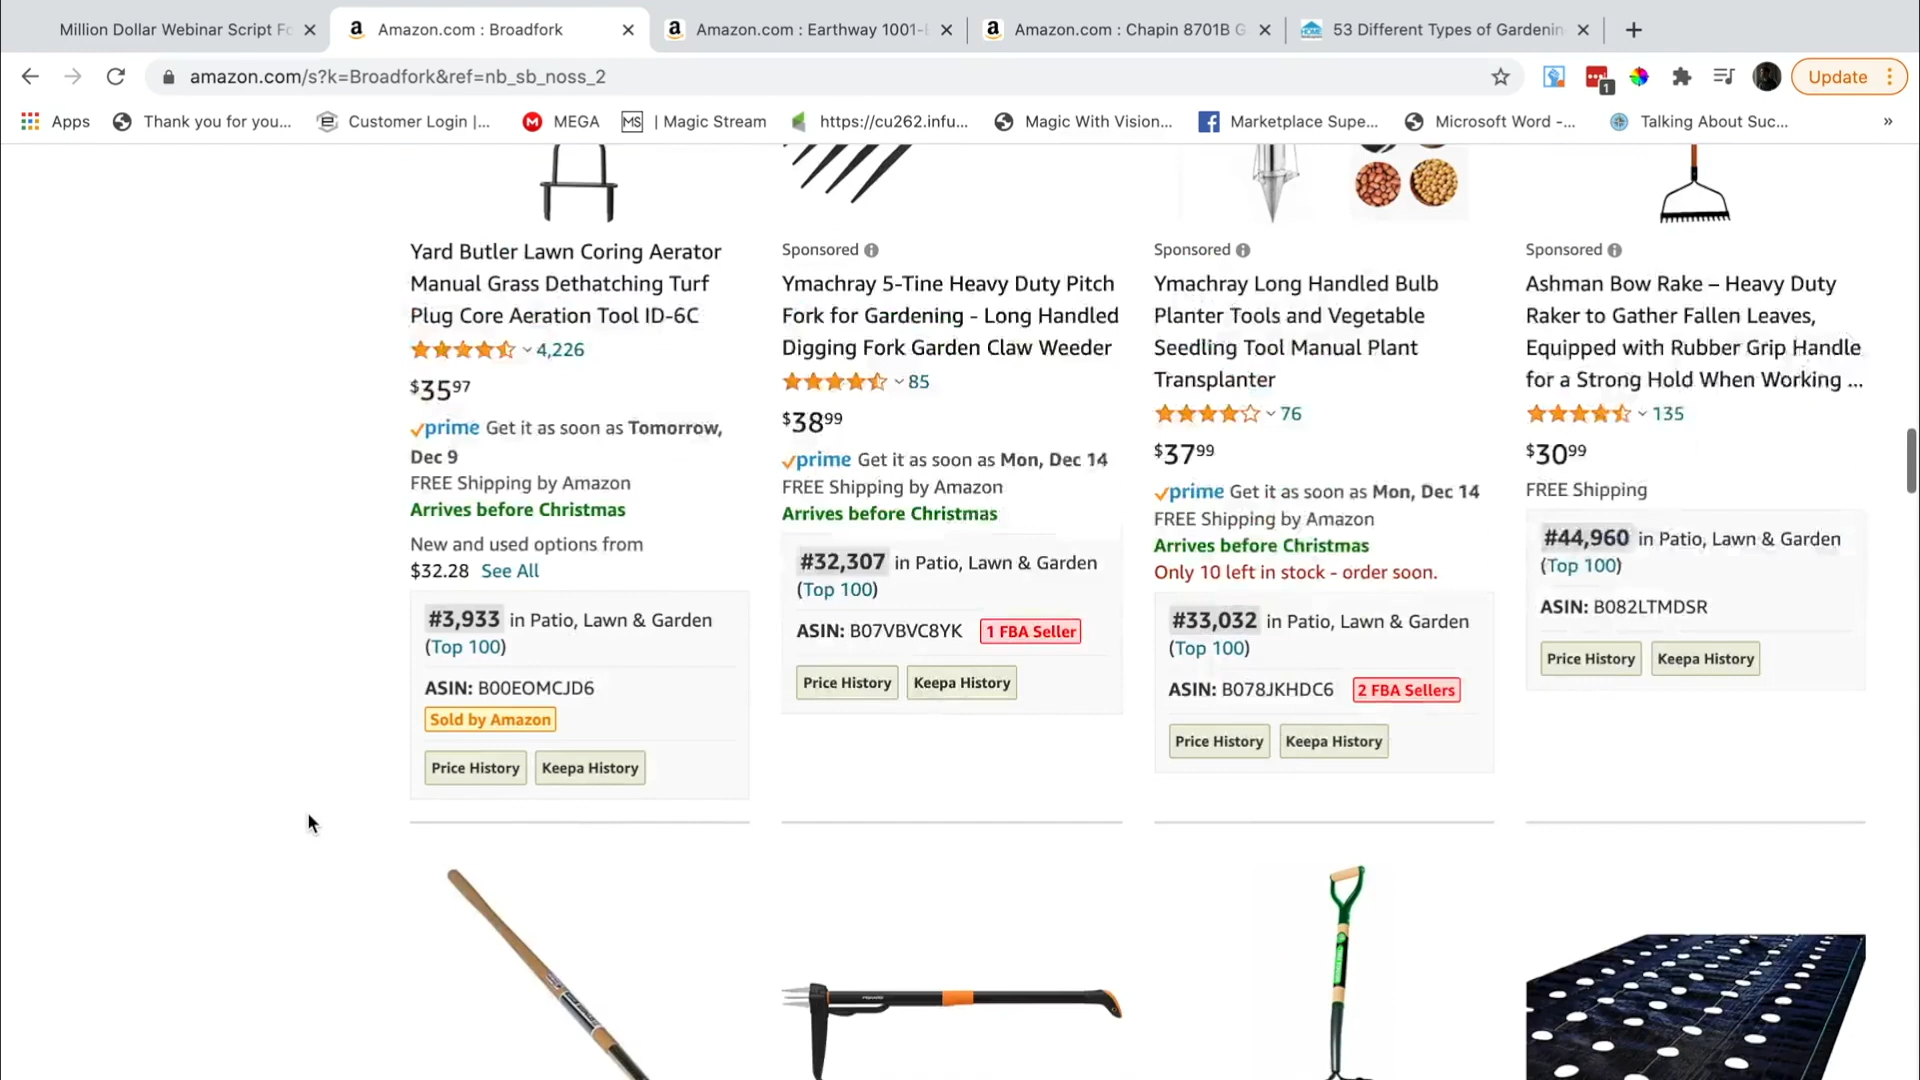 Million Dollar Webinar Script Fo
Amazon.com : Broadfork
Amazon.com : Earthway 1001-
Amazon.com : Chapin 8701B G
53 Different Types of Gardenin
amazon.com/s?k=Broadfork&ref=nb_sb_noss_2
1
Update
Apps
Thank you for you...
Customer Login |...
MEGA
MS
| Magic Stream
https://cu262.infu...
Magic With Vision...
Marketplace Supe...
Microsoft Word -...
Talking About Suc...
»
Yard Butler Lawn Coring Aerator
Manual Grass Dethatching Turf
Plug Core Aeration Tool ID-6C
4,226
$35 97
prime Get it as soon as Tomorrow,
Dec 9
FREE Shipping by Amazon
Arrives before Christmas
New and used options from
$32.28 See All
#3,933 in Patio, Lawn & Garden
(Top 100)
ASIN: B00EOMCJD6
Sold by Amazon
Price History
Keepa History
Sponsored
Ymachray 5-Tine Heavy Duty Pitch
Fork for Gardening - Long Handled
Digging Fork Garden Claw Weeder
85
$38 99
prime Get it as soon as Mon, Dec 14
FREE Shipping by Amazon
Arrives before Christmas
#32,307 in Patio, Lawn & Garden
(Top 100)
ASIN: B07VBVC8YK 1 FBA Seller
Price History
Keepa History
Sponsored
Ymachray Long Handled Bulb
Planter Tools and Vegetable
Seedling Tool Manual Plant
Transplanter
76
$37 99
prime Get it as soon as Mon, Dec 14
FREE Shipping by Amazon
Arrives before Christmas
Only 10 left in stock - order soon.
#33,032 in Patio, Lawn & Garden
(Top 100)
ASIN: B078JKHDC6 2 FBA Sellers
Price History
Keepa History
Sponsored
Ashman Bow Rake – Heavy Duty
Raker to Gather Fallen Leaves,
Equipped with Rubber Grip Handle
for a Strong Hold When Working ...
135
$30 99
FREE Shipping
#44,960 in Patio, Lawn & Garden
(Top 100)
ASIN: B082LTMDSR
Price History
Keepa History